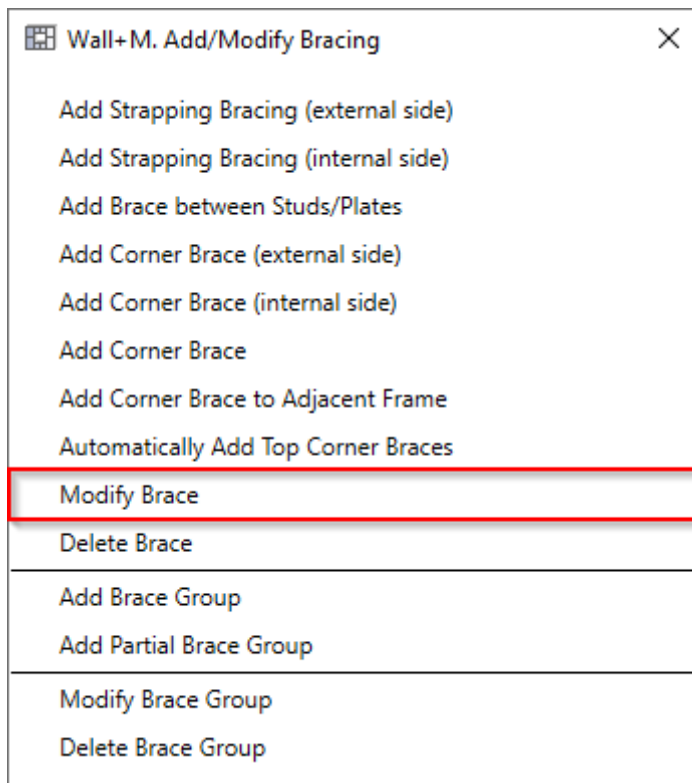 Wall+M. Add/Modify Bracing
Add Strapping Bracing (external side)
Add Strapping Bracing (internal side)
Add Brace between Studs/Plates
Add Corner Brace (external side)
Add Corner Brace (internal side)
Add Corner Brace
Add Corner Brace to Adjacent Frame
Automatically Add Top Corner Braces
Modify Brace
Delete Brace
Add Brace Group
Add Partial Brace Group
Modify Brace Group
Delete Brace Group